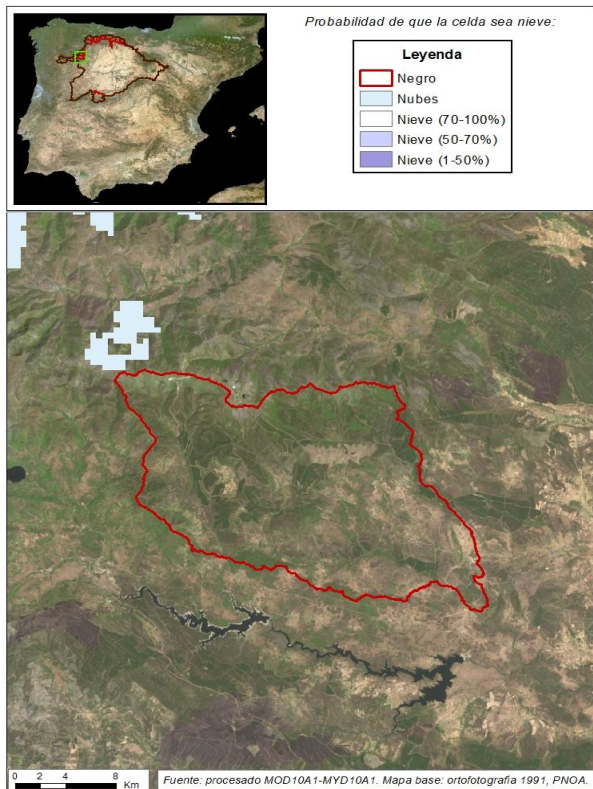 Probabilidad de que la celda sea nieve:
Leyenda
Negro
Nubes
Nieve (70-100%)
Nieve (50-70%)
Nieve (1-50%)
0 2 4 8
Km
Fuente: procesado MOD10A1-MYD10A1. Mapa base: ortofotografia 1991, PNOA.